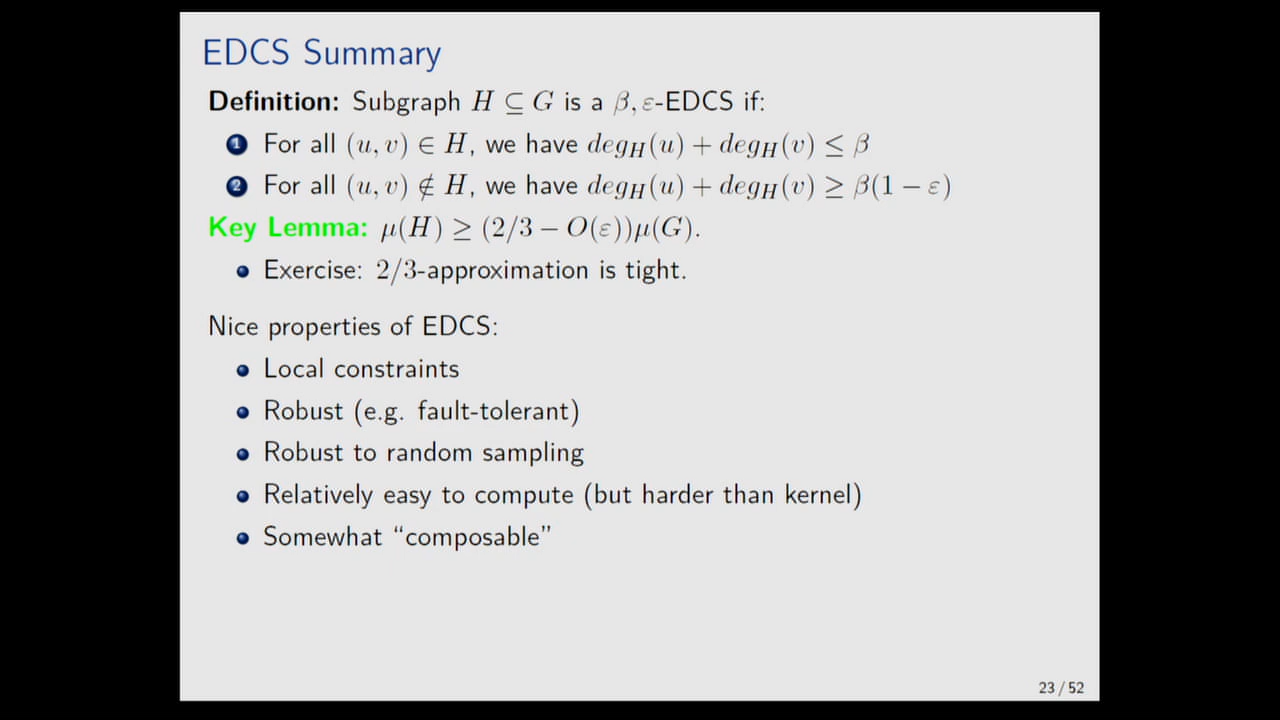 EDCS Summary
Definition: Subgraph H ⊆ G is a β, ε-EDCS if:
1 For all (u, v) ∈ H, we have deg_H(u) + deg_H(v) ≤ β
2 For all (u, v) ∉ H, we have deg_H(u) + deg_H(v) ≥ β(1 − ε)
Key Lemma: μ(H) ≥ (2/3 − O(ε))μ(G).
• Exercise: 2/3-approximation is tight.
Nice properties of EDCS:
• Local constraints
• Robust (e.g. fault-tolerant)
• Robust to random sampling
• Relatively easy to compute (but harder than kernel)
• Somewhat “composable”
23 / 52